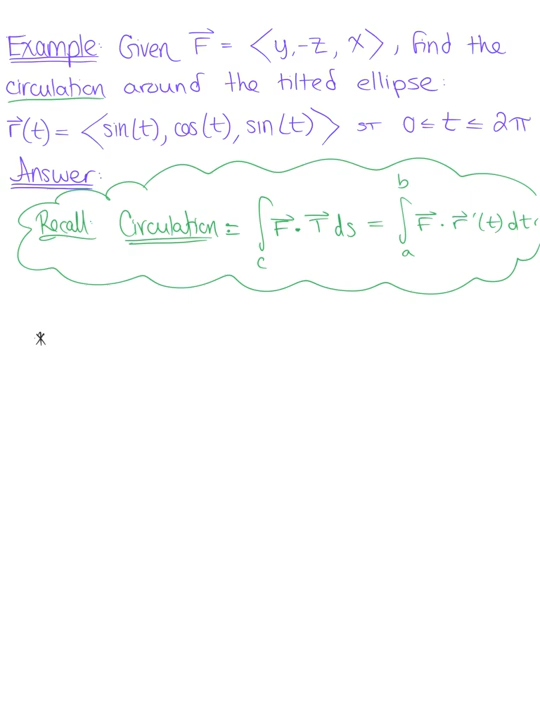 Example: Given F⃗ = <y, -z, x>, find the
circulation around the tilted ellipse:
r⃗(t) = <sin(t), cos(t), sin(t)> st 0 ≤ t ≤ 2π
Answer:
Recall: Circulation = ∫_C F⃗ · T⃗ ds = ∫_a^b F⃗ · r⃗'(t) dt.
*